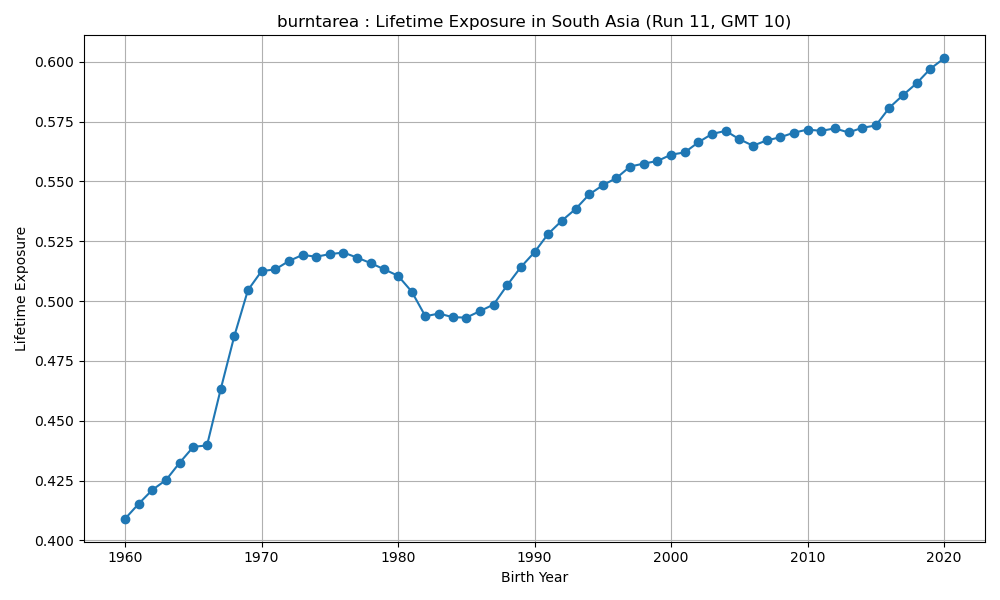 burntarea : Lifetime Exposure in South Asia (Run 11, GMT 10)
0.600
0.575
0.550
0.525
0.500
0.475
0.450
0.425
0.400
Lifetime Exposure
1960 1970 1980 1990 2000 2010 2020
Birth Year